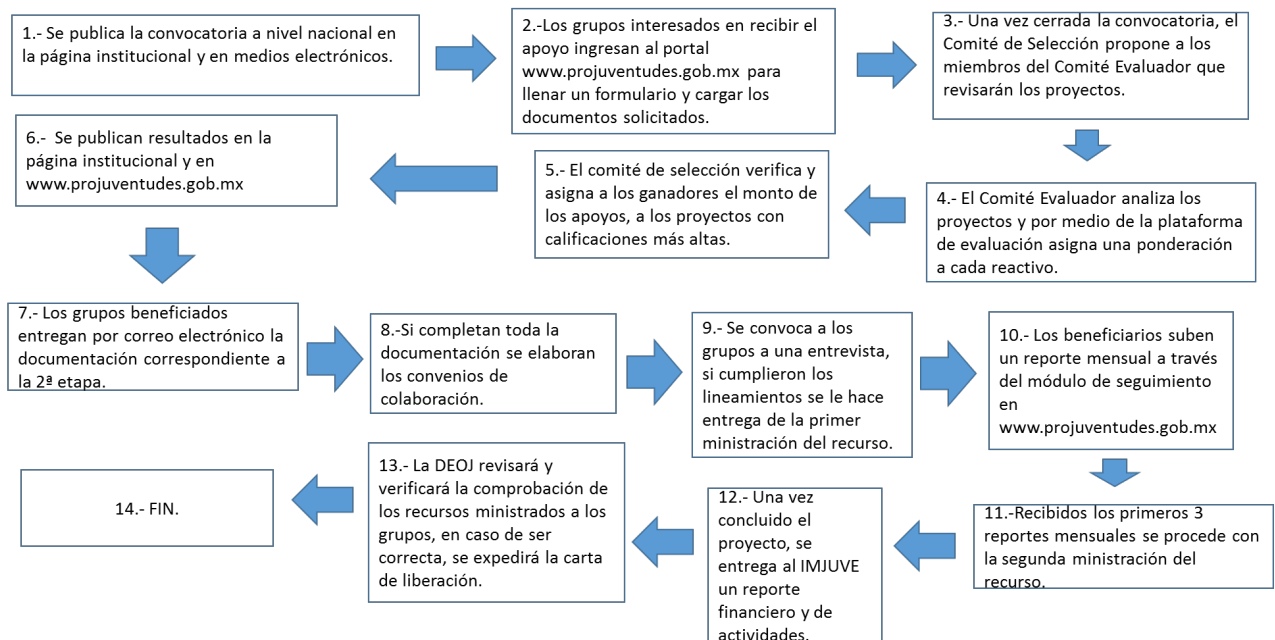 1.- Se publica la convocatoria a nivel nacional en
la página institucional y en medios electrónicos.
2.-Los grupos interesados en recibir el
apoyo ingresan al portal
www.projuventudes.gob.mx para
llenar un formulario y cargar los
documentos solicitados.
3.- Una vez cerrada la convocatoria, el
Comité de Selección propone a los
miembros del Comité Evaluador que
revisarán los proyectos.
4.- El Comité Evaluador analiza los
proyectos y por medio de la plataforma
de evaluación asigna una ponderación
a cada reactivo.
5.- El comité de selección verifica y
asigna a los ganadores el monto de
los apoyos, a los proyectos con
calificaciones más altas.
6.- Se publican resultados en la
página institucional y en
www.projuventudes.gob.mx
7.- Los grupos beneficiados
entregan por correo electrónico la
documentación correspondiente a
la 2ª etapa.
8.-Si completan toda la
documentación se elaboran
los convenios de
colaboración.
9.- Se convoca a los
grupos a una entrevista,
si cumplieron los
lineamientos se le hace
entrega de la primer
ministración del recurso.
10.- Los beneficiarios suben
un reporte mensual a través
del módulo de seguimiento
en
www.projuventudes.gob.mx
11.-Recibidos los primeros 3
reportes mensuales se procede con
la segunda ministración del
recurso.
12.- Una vez
concluido el
proyecto, se
entrega al IMJUVE
un reporte
financiero y de
actividades.
13.- La DEOJ revisará y
verificará la comprobación de
los recursos ministrados a los
grupos, en caso de ser
correcta, se expedirá la carta
de liberación.
14.- FIN.